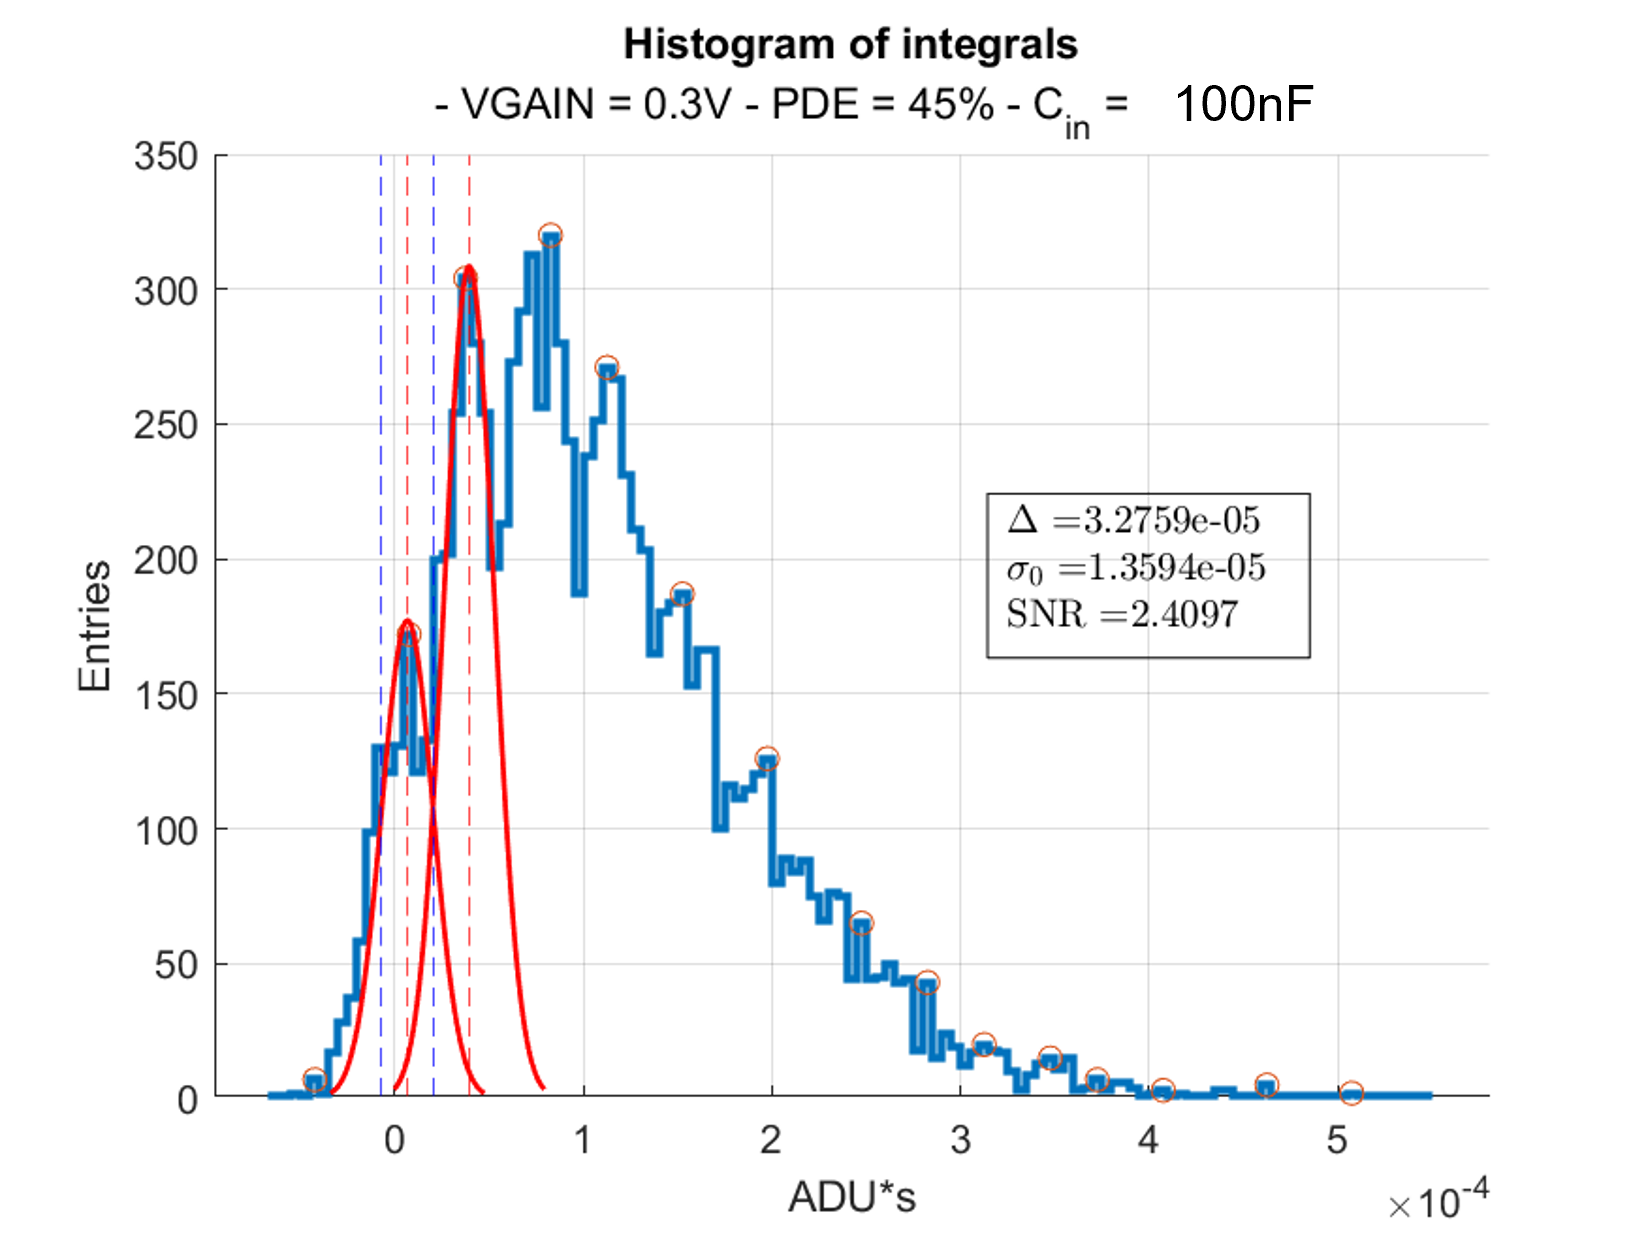 Histogram of integrals
- VGAIN = 0.3V - PDE = 45% - C_in = 100nF
350
300
250
200
150
100
50
0
Entries
Δ =3.2759e-05
σ₀ =1.3594e-05
SNR =2.4097
0 1 2 3 4 5
ADU*s
×10⁻⁴